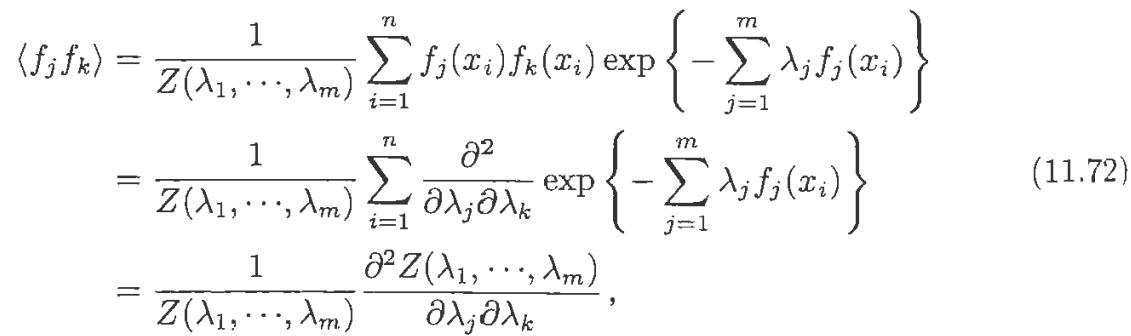 ⟨f_j f_k⟩ = \frac{1}{Z(λ_1, ···, λ_m)} \sum_{i=1}^{n} f_j(x_i) f_k(x_i) \exp\left\{ - \sum_{j=1}^{m} λ_j f_j(x_i) \right\}
= \frac{1}{Z(λ_1, ···, λ_m)} \sum_{i=1}^{n} \frac{∂^2}{∂λ_j ∂λ_k} \exp\left\{ - \sum_{j=1}^{m} λ_j f_j(x_i) \right\} (11.72)
= \frac{1}{Z(λ_1, ···, λ_m)} \frac{∂^2 Z(λ_1, ···, λ_m)}{∂λ_j ∂λ_k} ,